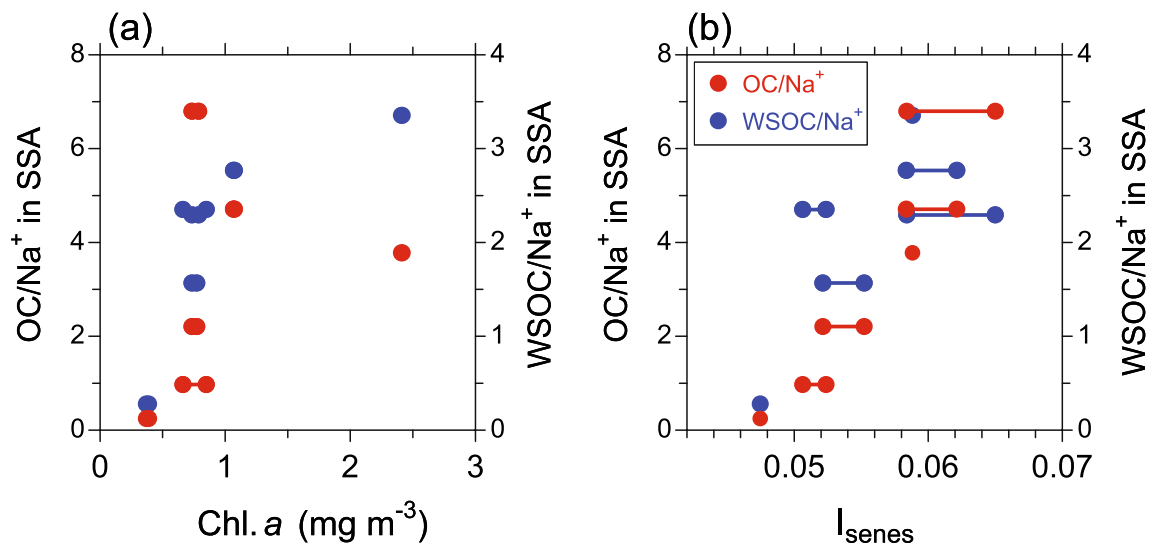 (a)
OC/Na+ in SSA
8
6
4
2
0
4
3
2
1
0
WSOC/Na+ in SSA
0 1 2 3
Chl. a (mg m-3)
(b)
OC/Na+
WSOC/Na+
OC/Na+ in SSA
8
6
4
2
0
4
3
2
1
0
WSOC/Na+ in SSA
0.05 0.06 0.07
Isenes